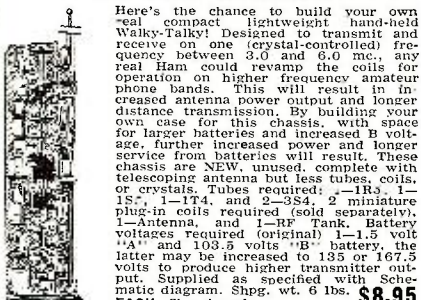 Here's the chance to build your own
real compact lightweight hand-held
Walky-Talky! Designed to transmit and
receive on one (crystal-controlled) fre-
quency between 3.0 and 6.0 mc., any
real Ham could revamp the coils for
operation on higher frequency amateur
phone bands. This will result in in-
creased antenna power output and longer
distance transmission. By building your
own case for this chassis, with space
for larger batteries and increased B volt-
age, further increased power and longer
service from batteries will result. These
chassis are NEW, unused, complete with
telescoping antenna but less tubes, coils,
or crystals. Tubes required: 1—
1—1T4, and 2—3S4. 2 miniature
plug-in coils required (sold separately),
1—Antenna, and 1—RF Tank. Battery
voltages required (original) 1—1.5 volt
"A" and 103.5 volts "B" battery, the
latter may be increased to 135 or 167.5
volts to produce higher transmitter out-
put. Supplied as specified with Sche-
matic diagram. Shpg. wt. 6 lbs. $8.95